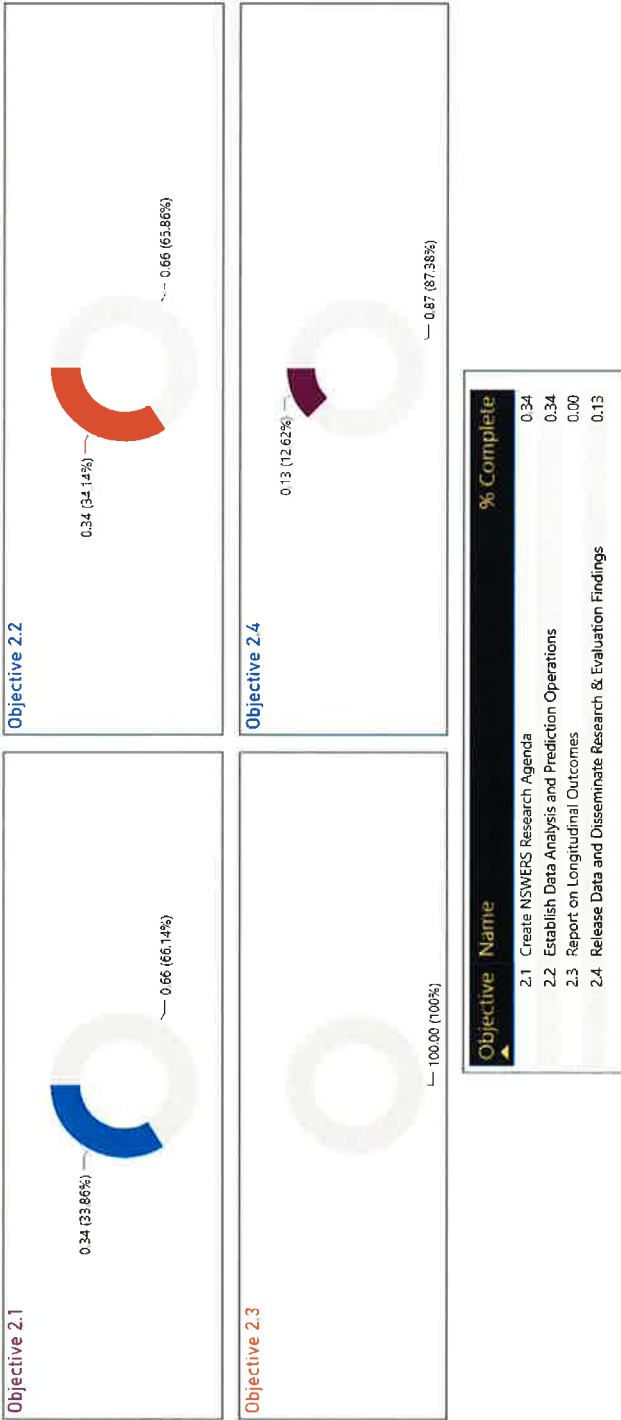 Objective 2.1
0.34 (33.86%)
0.66 (66.14%)
Objective 2.2
0.34 (34.14%)
0.66 (65.86%)
Objective 2.3
100.00 (100%)
Objective 2.4
0.13 (12.62%)
0.87 (87.38%)
Objective Name % Complete
2.1 Create NSWERS Research Agenda 0.34
2.2 Establish Data Analysis and Prediction Operations 0.34
2.3 Report on Longitudinal Outcomes 0.00
2.4 Release Data and Disseminate Research & Evaluation Findings 0.13